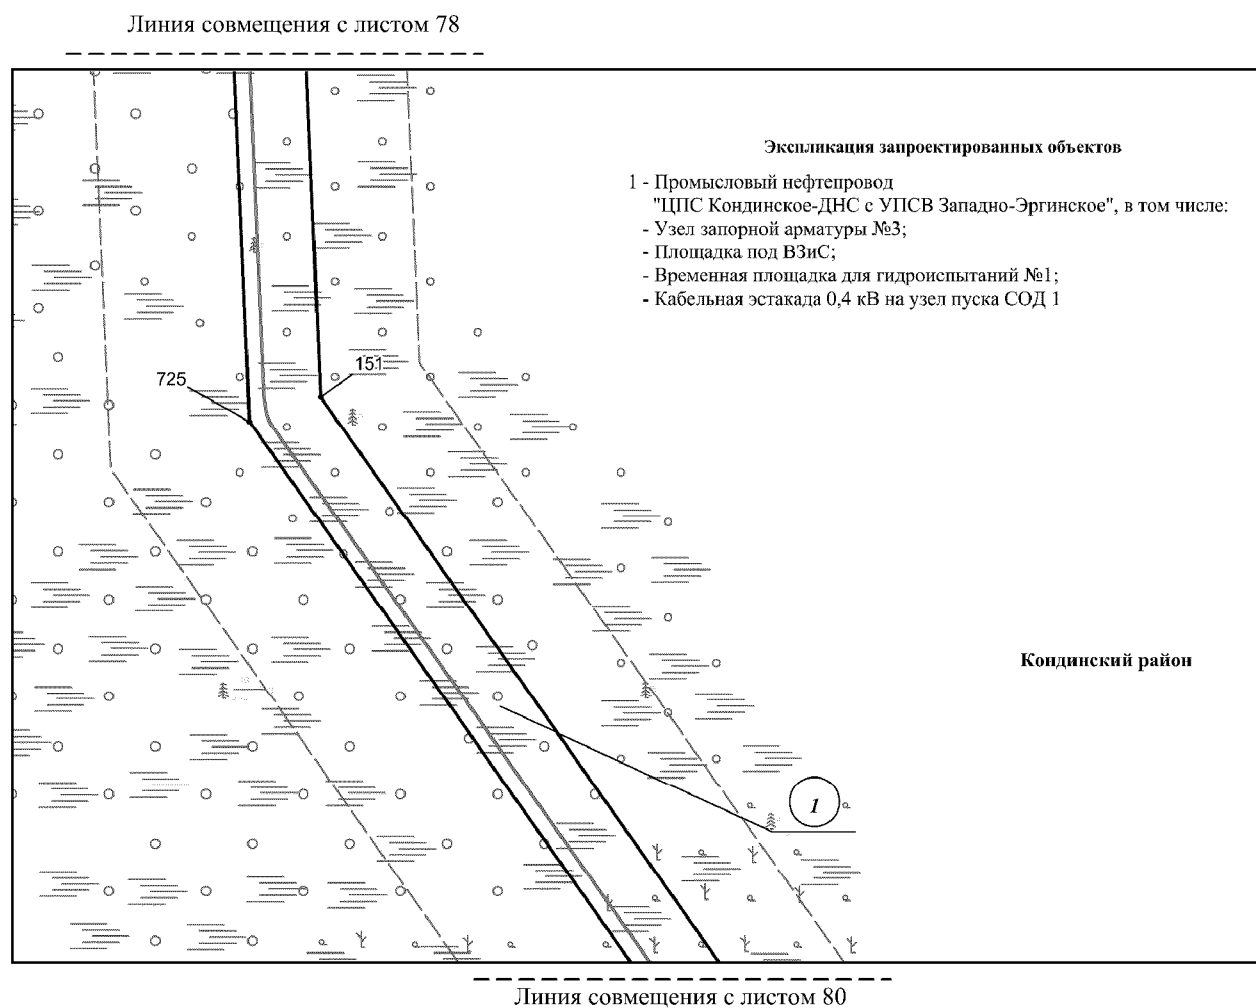 Линия совмещения с листом 78
Экспликация запроектированных объектов
1 - Промысловый нефтепровод
"ЦПС Кондинское-ДНС с УПСВ Западно-Эргинское", в том числе:
- Узел запорной арматуры №3;
- Площадка под ВЗиС;
- Временная площадка для гидроиспытаний №1;
- Кабельная эстакада 0,4 кВ на узел пуска СОД 1
151
725
Кондинский район
1
Линия совмещения с листом 80